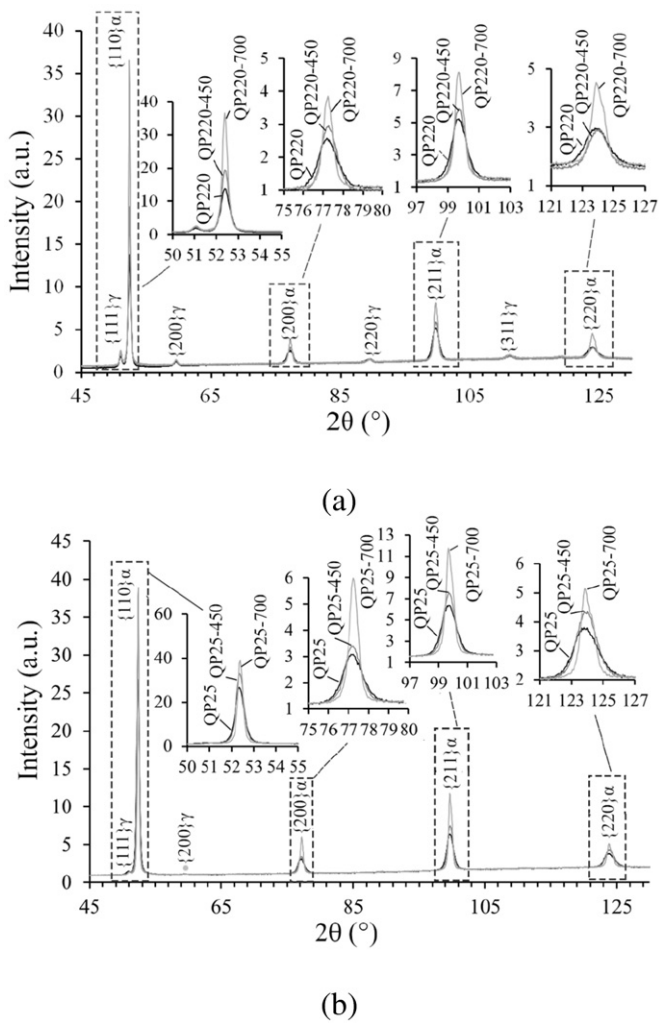 40
35
30
25
20
15
10
5
0
Intensity (a.u.)
45 65 85 105 125
2θ (°)
{110}α
{111}γ
{200}γ
{200}α
{220}γ
{211}α
{311}γ
{220}α
40
30
20
10
0
50 51 52 53 54 55
QP220
QP220-450
QP220-700
5
4
3
2
1
75 76 77 78 79 80
QP220
QP220-450
QP220-700
9
7
5
3
1
97 99 101 103
QP220
QP220-450
QP220-700
5
3
1
121 123 125 127
QP220
QP220-450
QP220-700
(a)
45
40
35
30
25
20
15
10
5
0
Intensity (a.u.)
45 65 85 105 125
2θ (°)
{110}α
{111}γ
{200}γ
{200}α
{211}α
{220}α
60
40
20
0
50 51 52 53 54 55
QP25
QP25-450
QP25-700
6
5
4
3
2
1
75 76 77 78 79 80
QP25
QP25-450
QP25-700
13
11
9
7
5
3
1
97 99 101 103
QP25
QP25-450
QP25-700
6
5
4
3
2
121 123 125 127
QP25
QP25-450
QP25-700
(b)